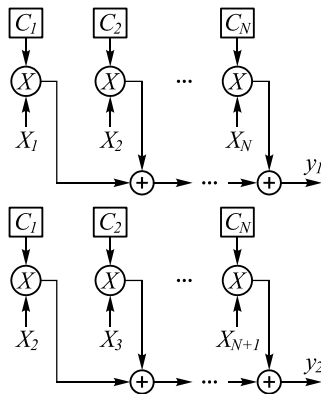 C1 C2 CN
X X ... X
X1 X2 XN
y1
+ ... +
C1 C2 CN
X X ... X
X2 X3 XN+1
y2
+ ... +